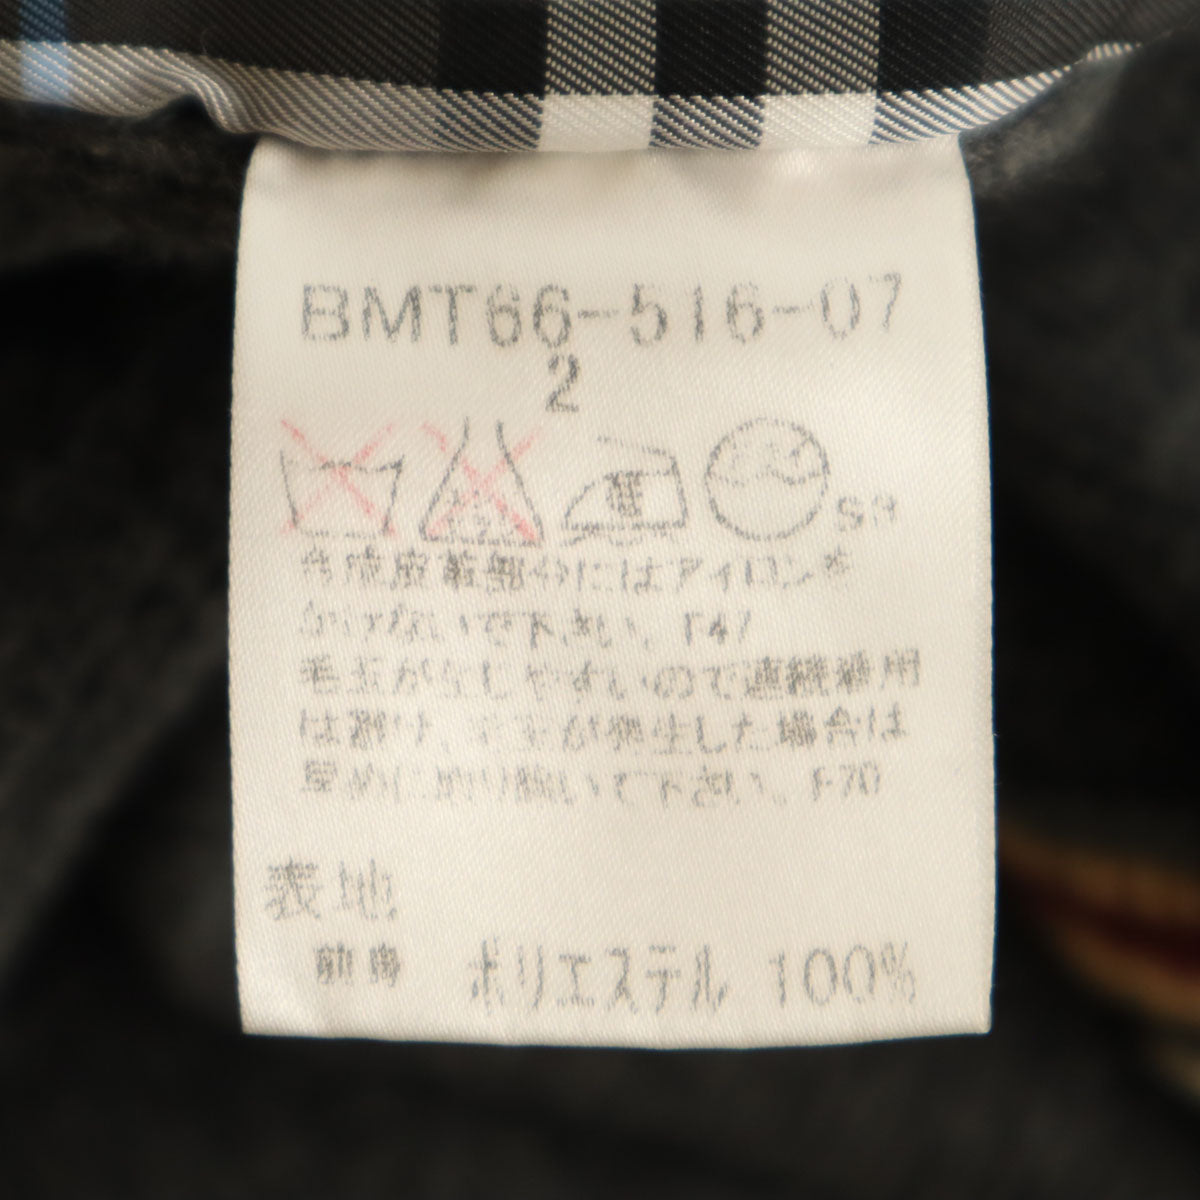 BMT66-516-07
2
合成皮革部分にはアイロンを
かけないで下さい。F47
毛玉が生じやすいので連続着用
は避け、毛玉が発生した場合は
早めに取り除いて下さい。F70
表地
前身 ポリエステル 100%